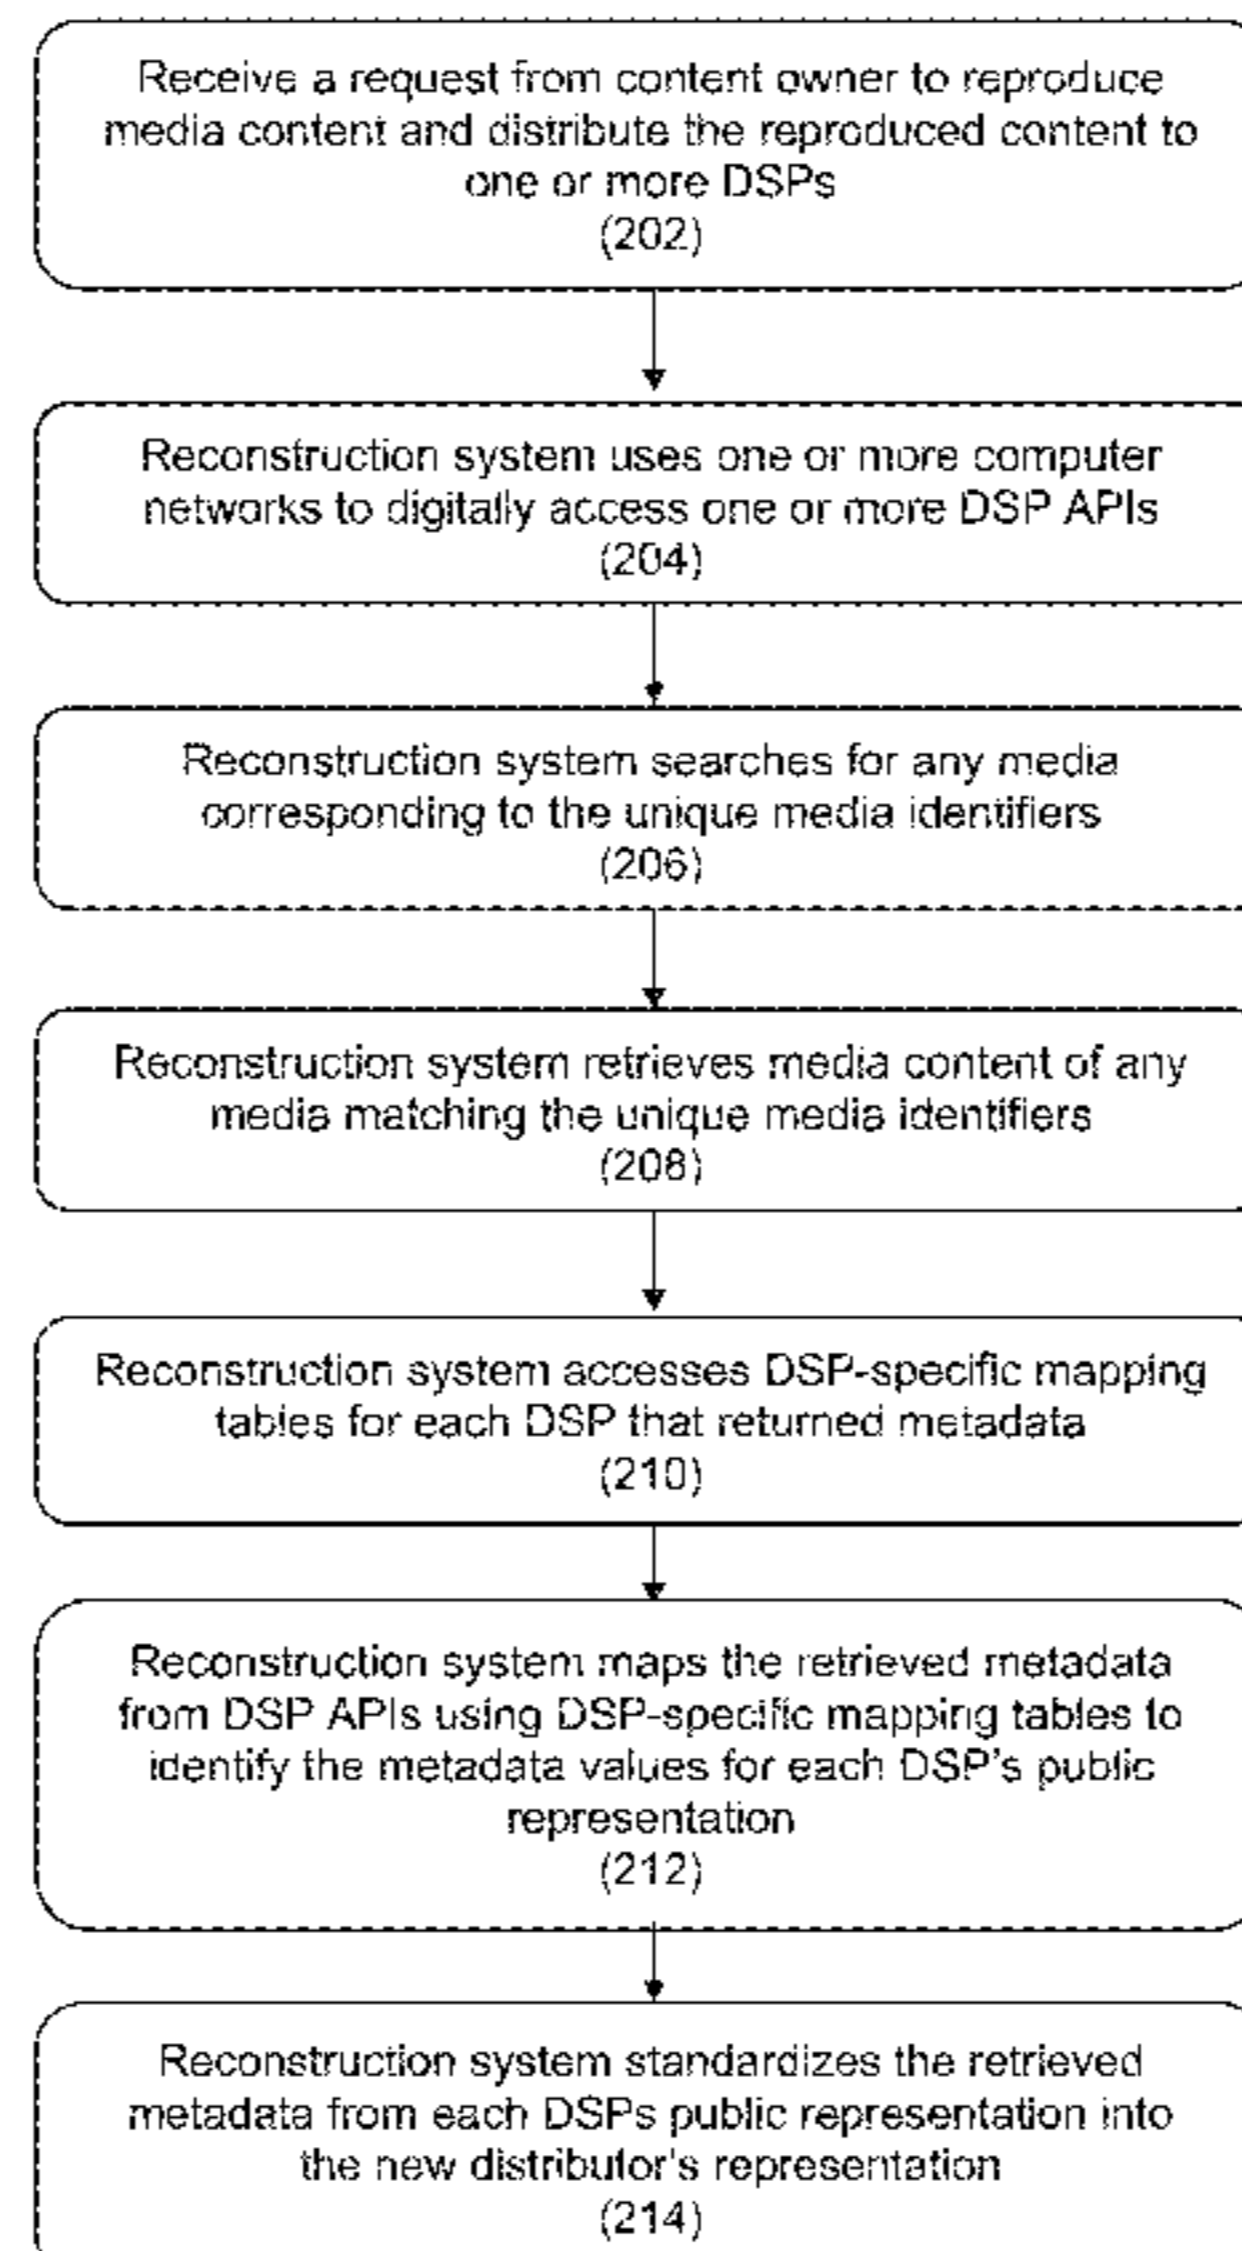 Receive a request from content owner to reproduce
media content and distribute the reproduced content to
one or more DSPs
(202)
Reconstruction system uses one or more computer
networks to digitally access one or more DSP APIs
(204)
Reconstruction system searches for any media
corresponding to the unique media identifiers
(206)
Reconstruction system retrieves media content of any
media matching the unique media identifiers
(208)
Reconstruction system accesses DSP-specific mapping
tables for each DSP that returned metadata
(210)
Reconstruction system maps the retrieved metadata
from DSP APIs using DSP-specific mapping tables to
identify the metadata values for each DSP's public
representation
(212)
Reconstruction system standardizes the retrieved
metadata from each DSPs public representation into
the new distributor's representation
(214)